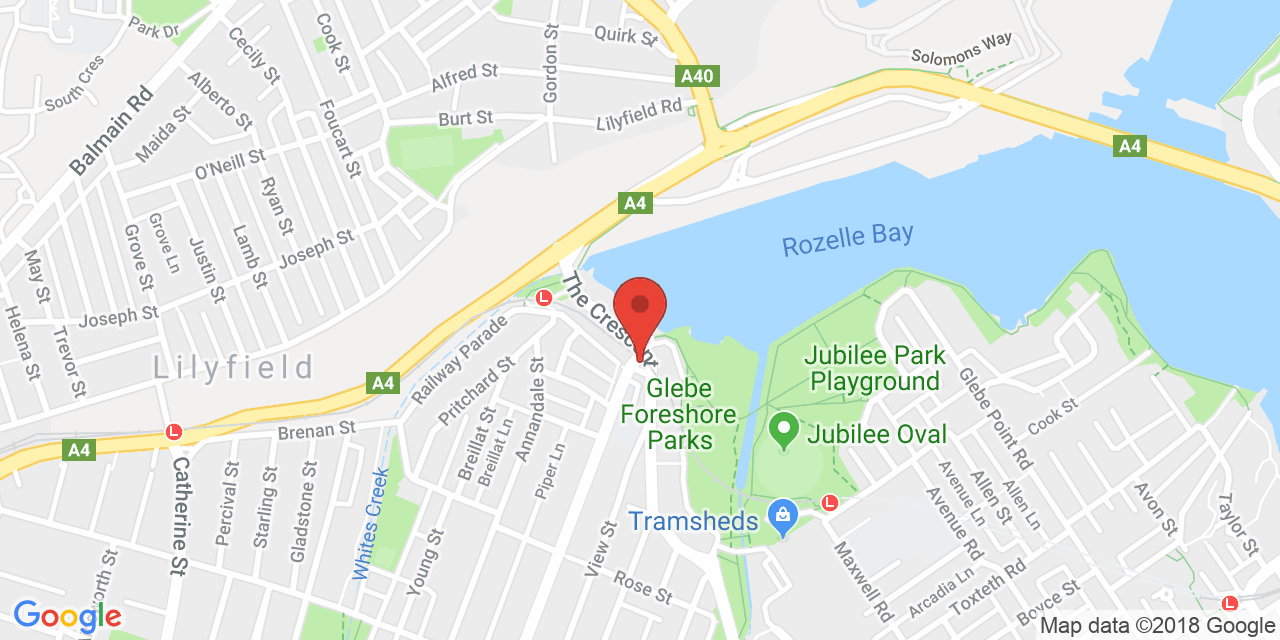 Park Dr
Cook St
Cecily St
Gordon St
Quirk St
Solomons Way
South Cres
Balmain Rd
Alberto St
Alfred St
A40
Maida St
Foucart St
Burt St
Lilyfield Rd
O'Neill St
A4
Ryan St
A4
Grove Ln
Grove St
Justin St
Lamb St
Joseph St
Rozelle Bay
May St
Helena St
Trevor St
Joseph St
The Crescent
Railway Parade
Lilyfield
A4
Pritchard St
Annandale St
Glebe
Foreshore
Parks
Jubilee Park
Playground
Glebe Point Rd
Cook St
Jubilee Oval
A4
Brenan St
Breillat St
Breillat Ln
Piper Ln
Catherine St
Percival St
Starling St
Gladstone St
Whites Creek
Young St
View St
Rose St
Tramsheds
Avenue Ln
Avenue Rd
Allen St
Allen Ln
Avon St
Taylor St
Maxwell Rd
Arcadia Ln
Toxteth Rd
Boyce St
worth St
Google
Map data ©2018 Google